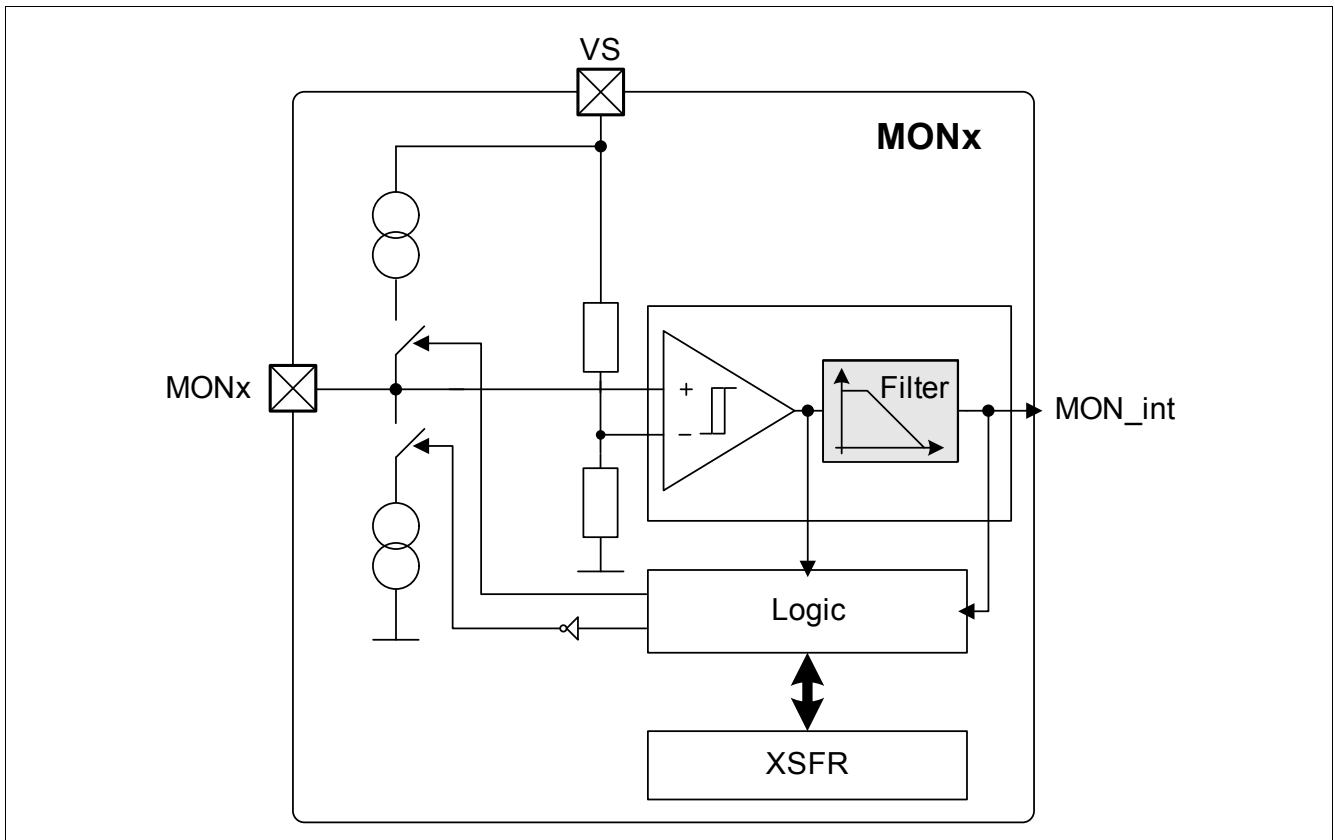 VS
MONx
MONx
+
−
Filter
MON_int
Logic
XSFR